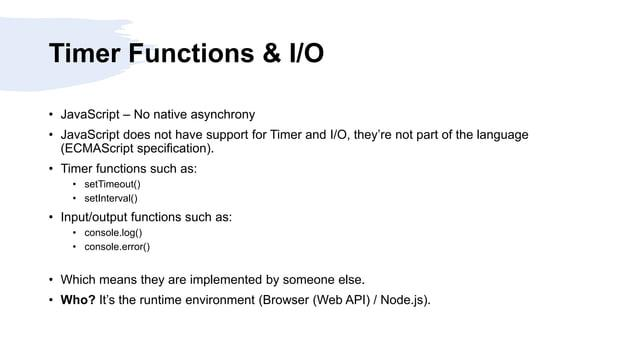 Timer Functions & I/O
• JavaScript – No native asynchrony
• JavaScript does not have support for Timer and I/O, they’re not part of the language
(ECMAScript specification).
• Timer functions such as:
• setTimeout()
• setInterval()
• Input/output functions such as:
• console.log()
• console.error()
• Which means they are implemented by someone else.
• Who? It’s the runtime environment (Browser (Web API) / Node.js).